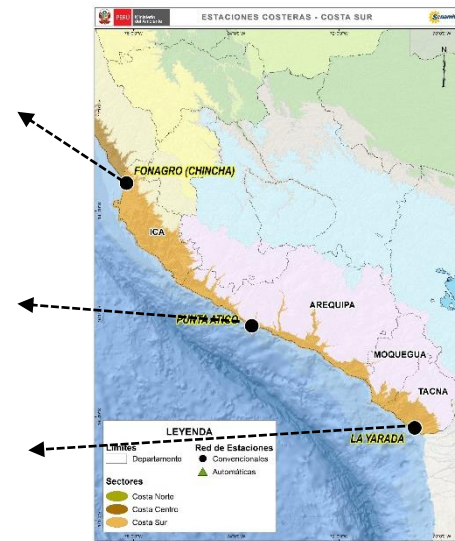 PERÚ Ministerio del Ambiente
ESTACIONES COSTERAS - COSTA SUR
Senamhi
N
FONAGRO (CHINCHA)
ICA
PUNTA ATICO
AREQUIPA
MOQUEGUA
TACNA
LA YARADA
LEYENDA
Límites
Departamento
Sectores
Costa Norte
Costa Centro
Costa Sur
Red de Estaciones
Convencionales
Automáticas